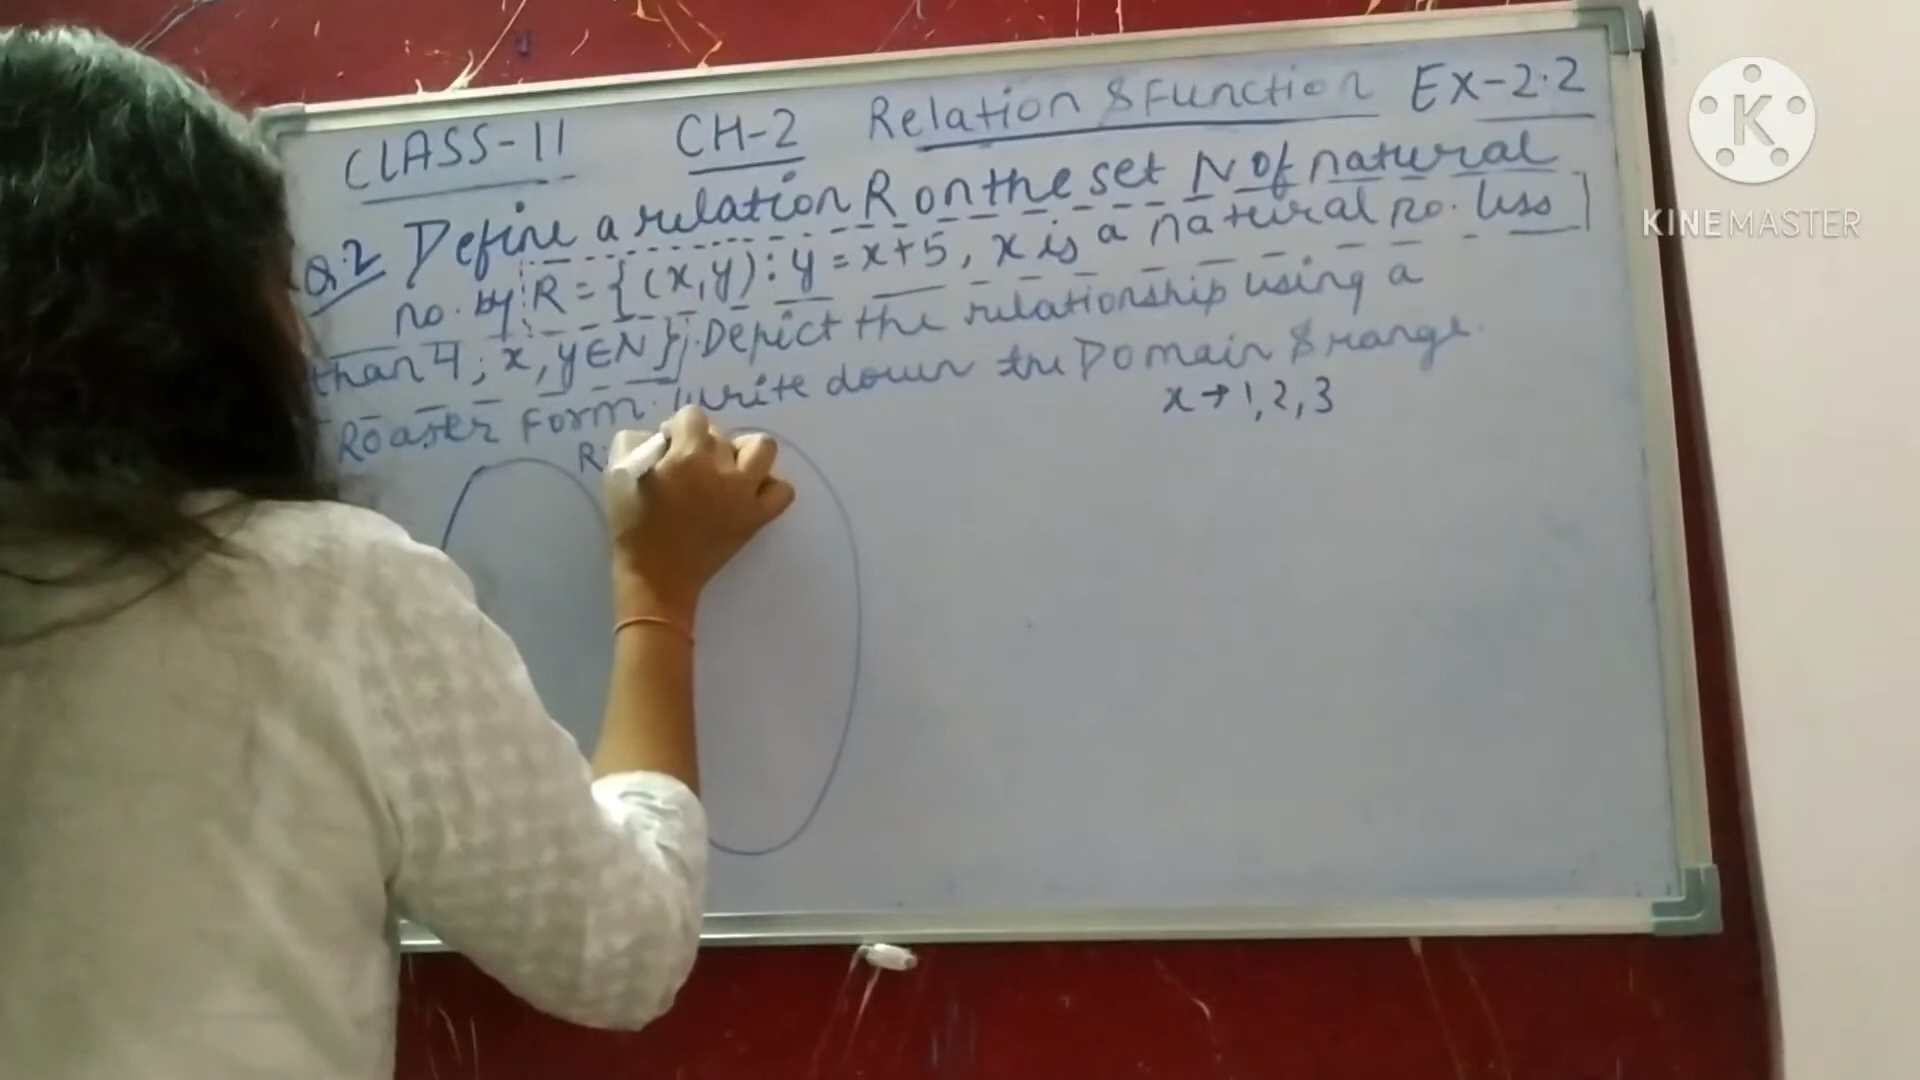 CLASS-11 CH-2 Relation & Function Ex-2.2
Q.2 Define a relation R on the set N of natural
no. by R = { (x,y) : y = x+5, x is a natural no. less
than 4 ; x, y ∈ N }. Depict the relationship using a
Roaster Form. Write down the Domain & range.
x → 1, 2, 3
R:
K
KINEMASTER